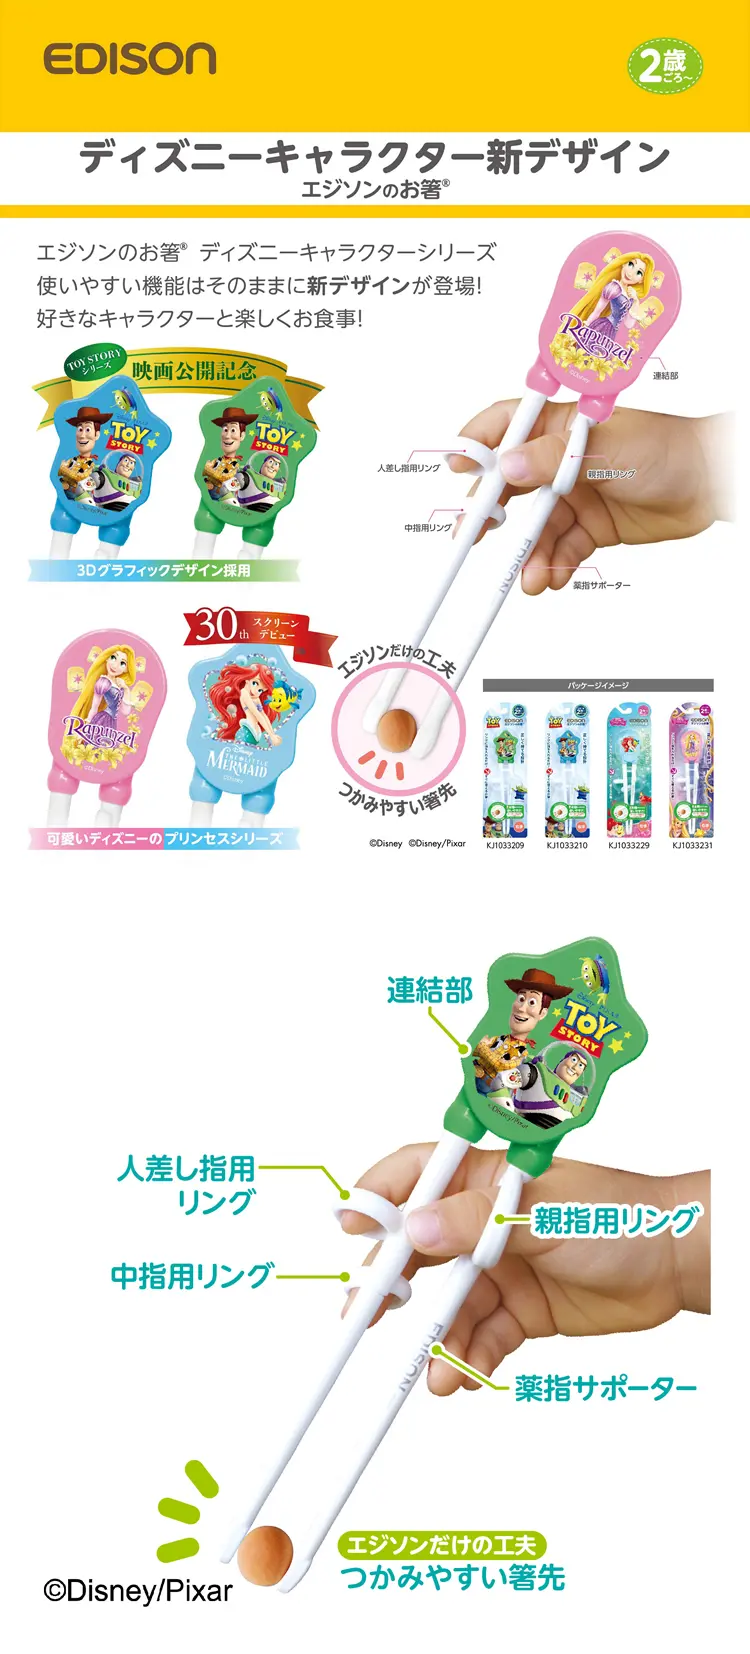 EDISON
2歳
ごろ~
ディズニーキャラクター新デザイン
エジソンのお箸®
エジソンのお箸® ディズニーキャラクターシリーズ
使いやすい機能はそのままに新デザインが登場!
好きなキャラクターと楽しくお食事!
TOY STORY
シリーズ
映画公開記念
TOY
STORY
©Disney/Pixar
TOY
STORY
©Disney/Pixar
3Dグラフィックデザイン採用
Rapunzel
©Disney
連結部
人差し指用リング
親指用リング
中指用リング
EDISON
薬指サポーター
30th
スクリーン
デビュー
Rapunzel
©Disney
Disney
THE LITTLE
MERMAID
©Disney
可愛いディズニーのプリンセスシリーズ
エジソンだけの工夫
つかみやすい箸先
パッケージイメージ
©Disney ©Disney/Pixar
KJ1033209
KJ1033210
KJ1033229
KJ1033231
連結部
TOY
STORY
©Disney/Pixar
人差し指用
リング
親指用リング
中指用リング
EDISON
薬指サポーター
エジソンだけの工夫
つかみやすい箸先
©Disney/Pixar